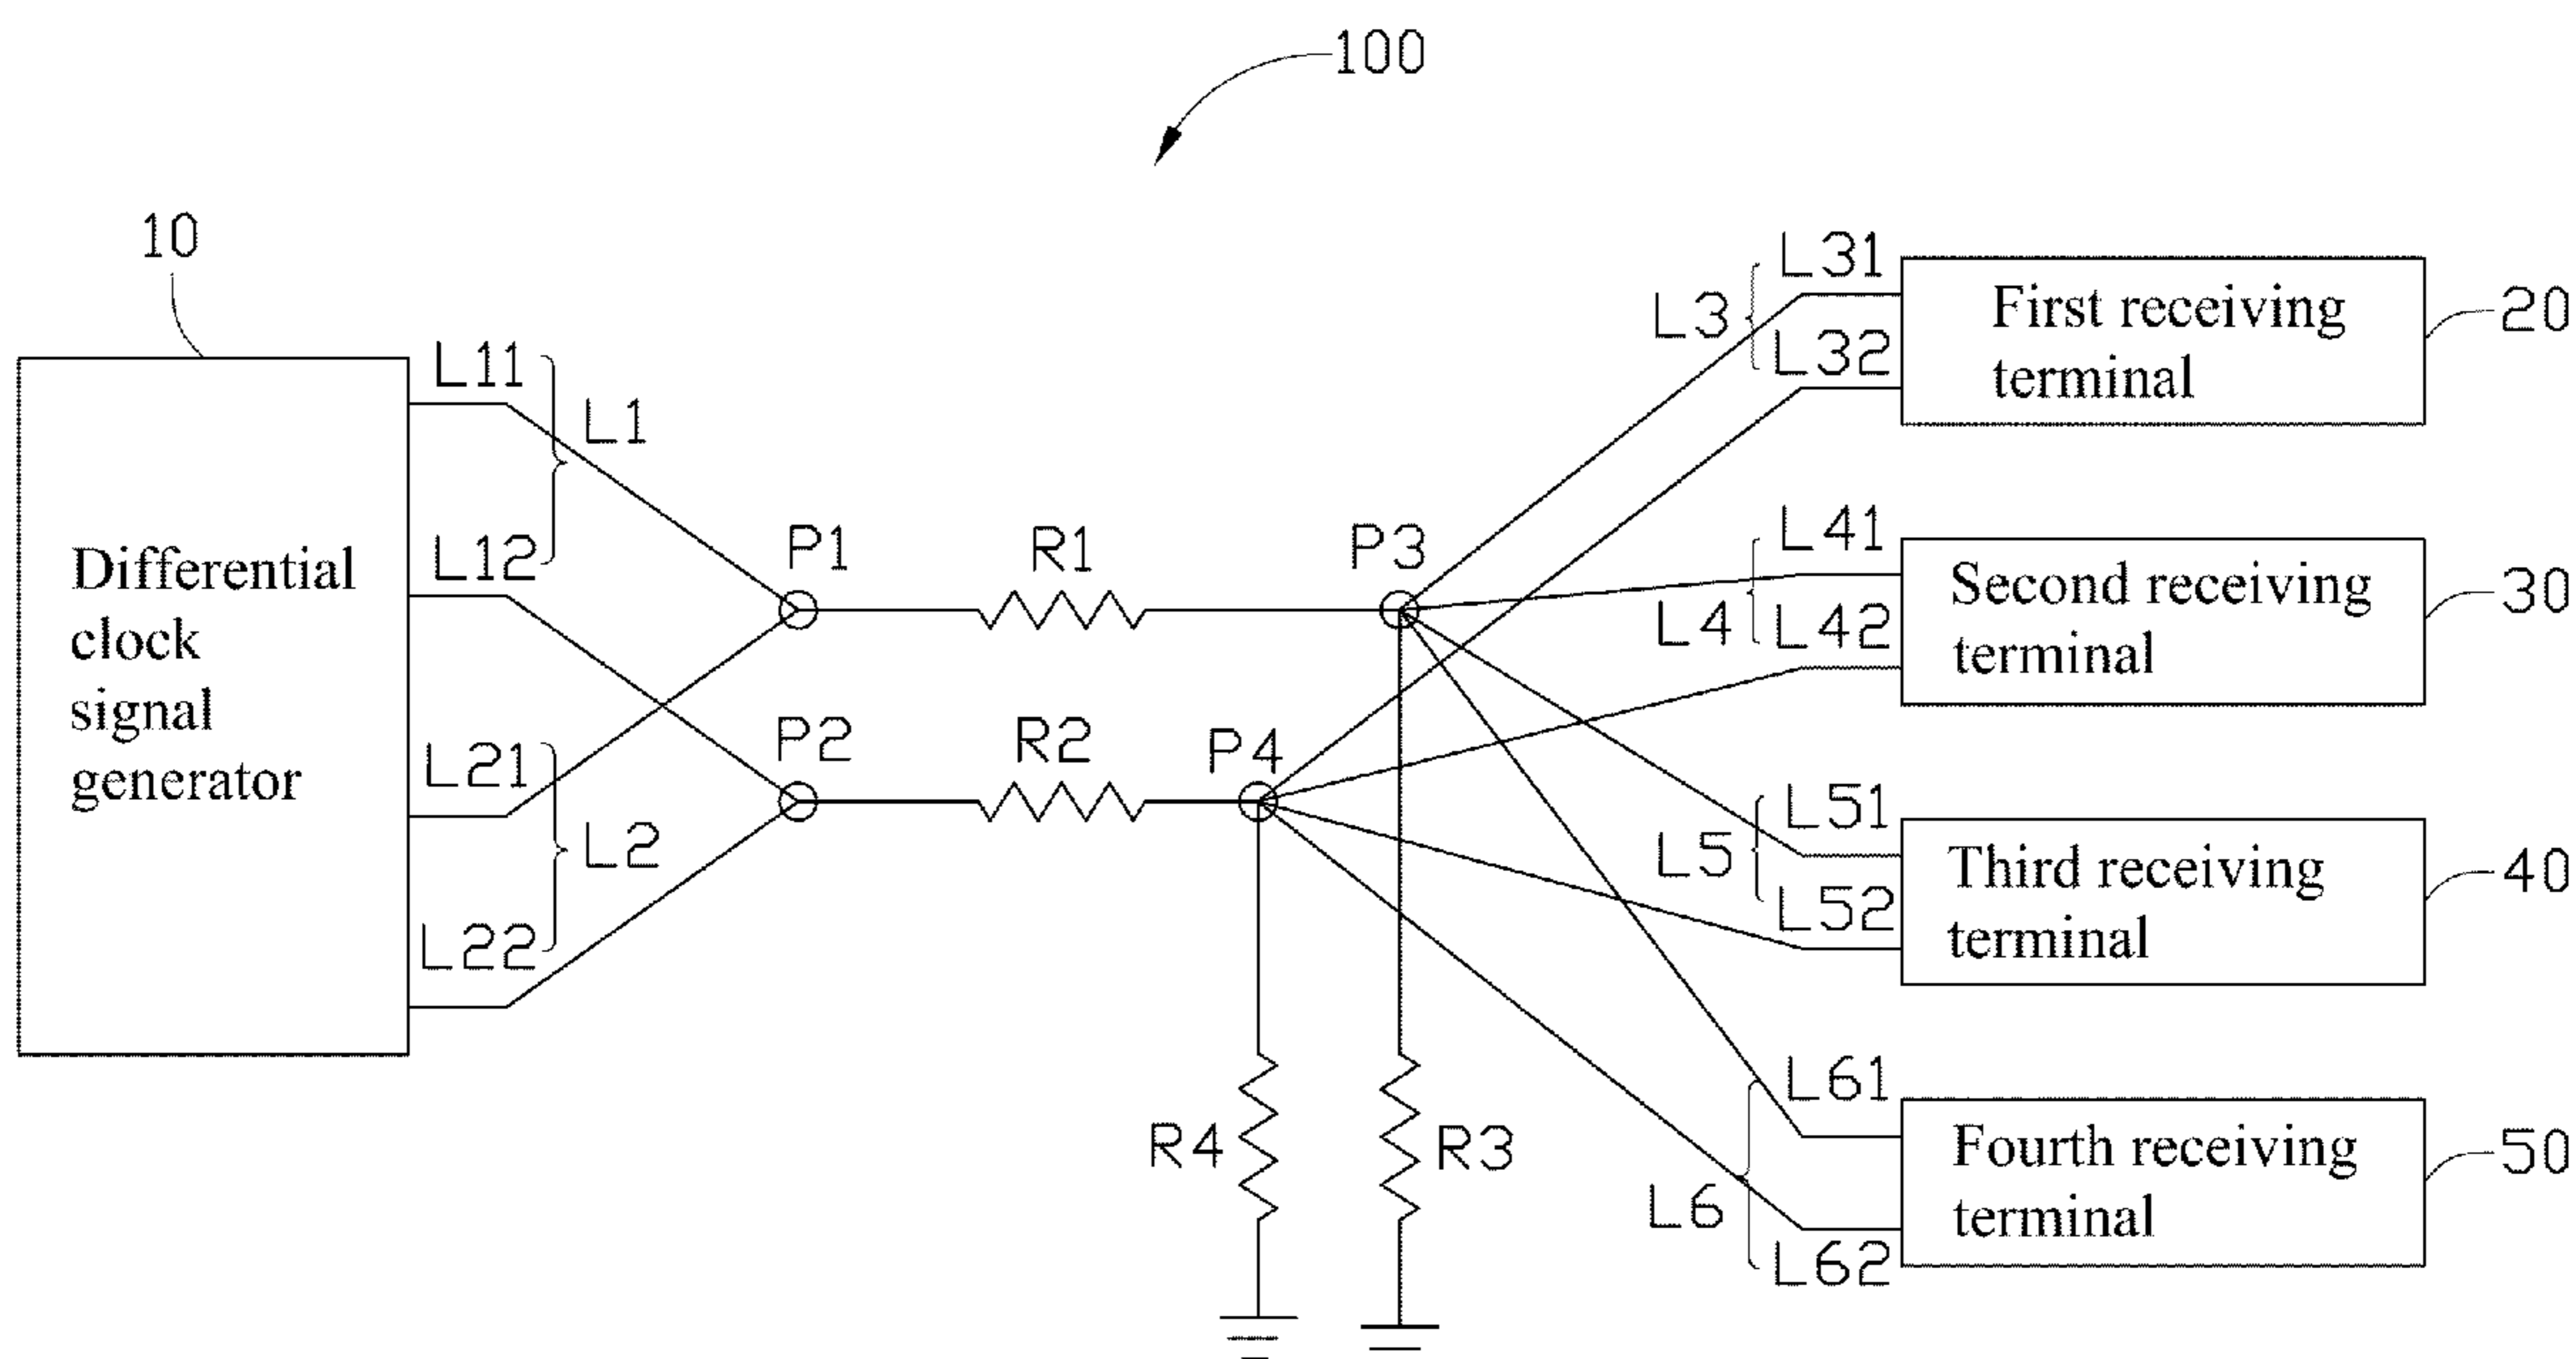 100
10
L11
L1
L12
Differential
clock
signal
generator
L21
L2
L22
P1
R1
P3
P2
R2
P4
R4
R3
L31
L3
L32
First receiving
terminal
20
L41
L4
L42
Second receiving
terminal
30
L51
L5
L52
Third receiving
terminal
40
L61
L6
L62
Fourth receiving
terminal
50